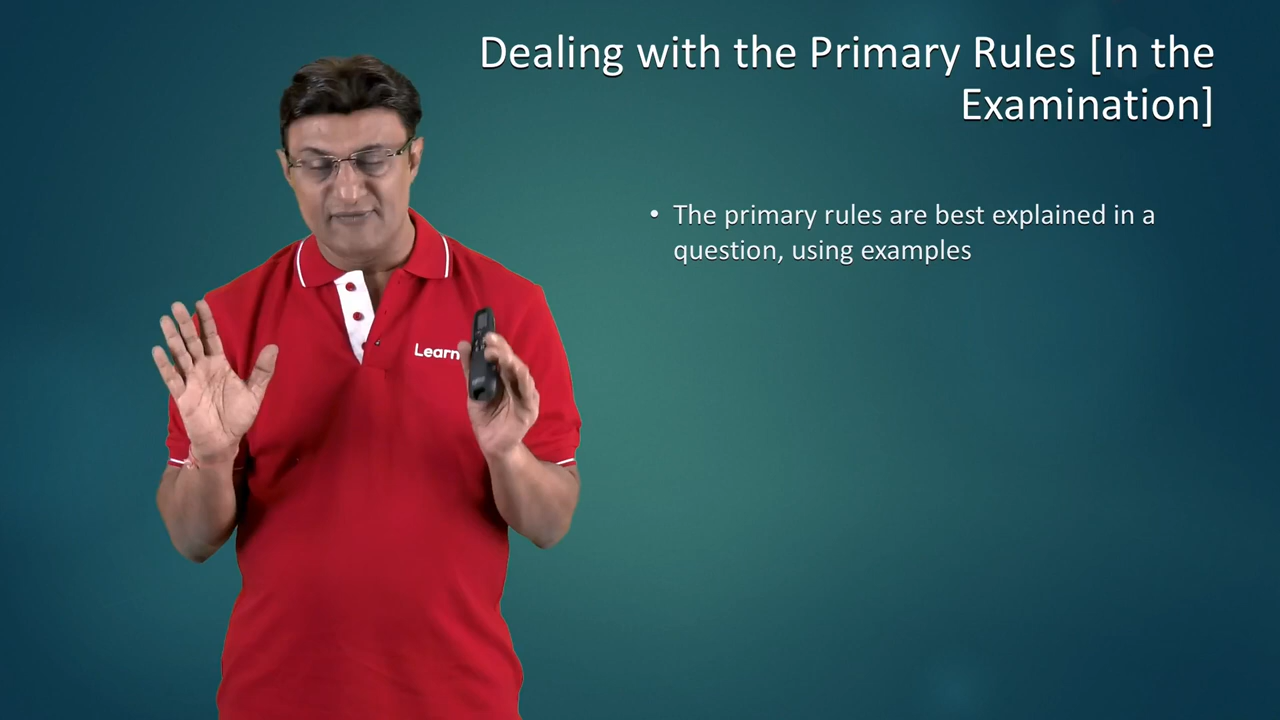 Dealing with the Primary Rules [In the
Examination]
• The primary rules are best explained in a
question, using examples
Learn